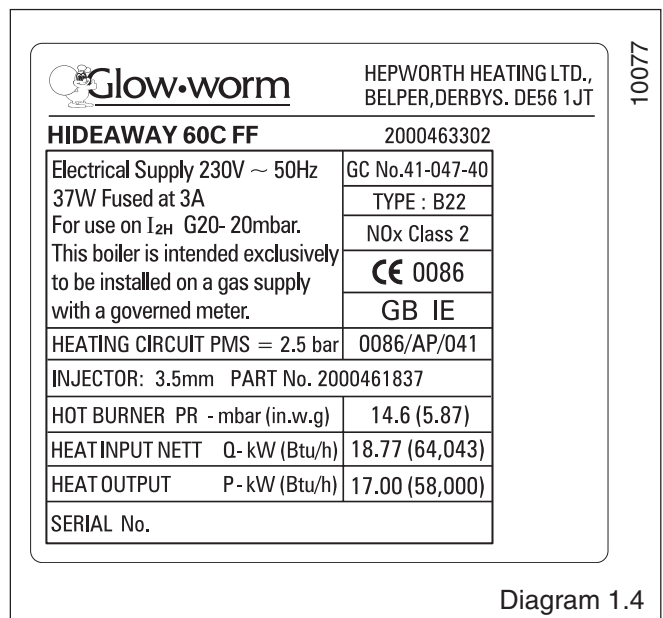 Glow•worm
HEPWORTH HEATING LTD.,
BELPER,DERBYS. DE56 1JT
HIDEAWAY 60C FF 2000463302
Electrical Supply 230V ~ 50Hz
37W Fused at 3A
For use on I2H G20- 20mbar.
This boiler is intended exclusively
to be installed on a gas supply
with a governed meter.
GC No.41-047-40
TYPE : B22
NOx Class 2
CE 0086
GB IE
HEATING CIRCUIT PMS = 2.5 bar 0086/AP/041
INJECTOR: 3.5mm PART No. 2000461837
HOT BURNER PR - mbar (in.w.g) 14.6 (5.87)
HEAT INPUT NETT Q- kW (Btu/h) 18.77 (64,043)
HEAT OUTPUT P- kW (Btu/h) 17.00 (58,000)
SERIAL No.
10077
Diagram 1.4